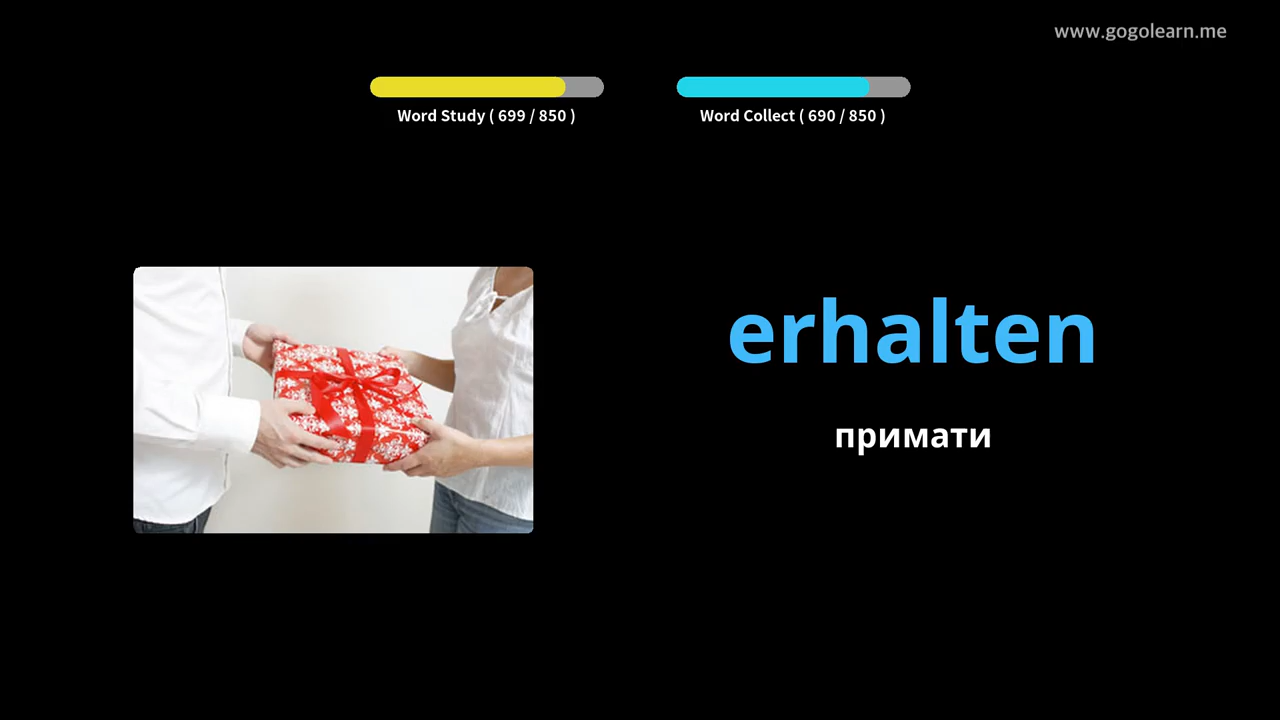 www.gogolearn.me
Word Study ( 699 / 850 )
Word Collect ( 690 / 850 )
erhalten
примати